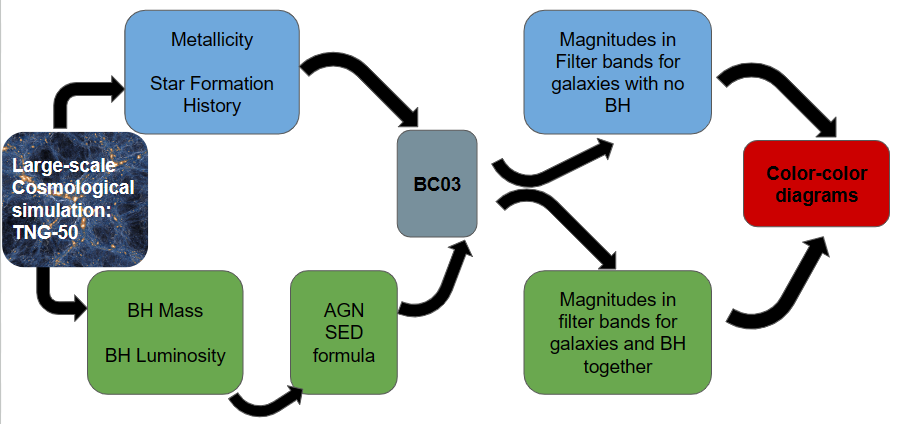 Metallicity
Star Formation
History
Large-scale
Cosmological
simulation:
TNG-50
BH Mass
BH Luminosity
AGN
SED
formula
BC03
Magnitudes in
Filter bands for
galaxies with no
BH
Magnitudes in
filter bands for
galaxies and BH
together
Color-color
diagrams